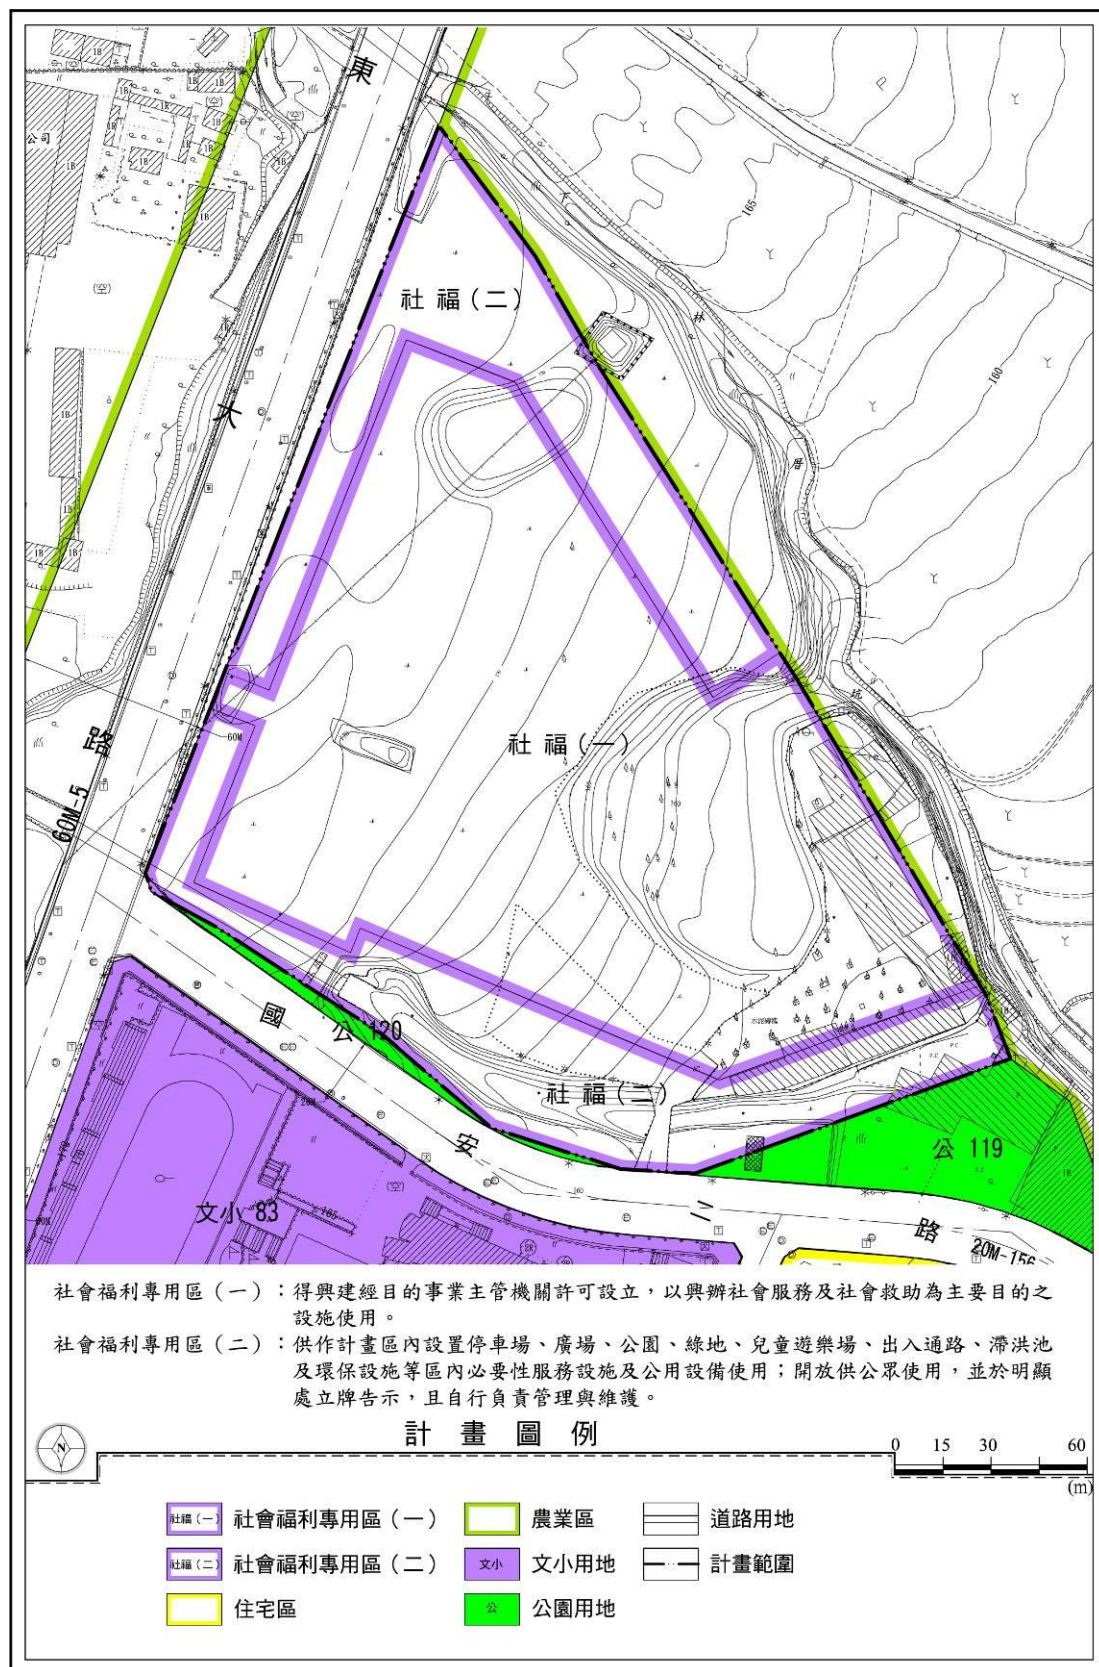 東
公司
社福(二)
165
下
林
160
大
厝
坑
路
60M
社福(一)
60M-5
160
國
公 120
社福(二)
安
公 119
文小 83
二
路
20M-156
165
170
社會福利專用區（一）：得興建經目的事業主管機關許可設立，以興辦社會服務及社會救助為主要目的之
設施使用。
社會福利專用區（二）：供作計畫區內設置停車場、廣場、公園、綠地、兒童遊樂場、出入通路、滯洪池
及環保設施等區內必要性服務設施及公用設備使用；開放供公眾使用，並於明顯
處立牌告示，且自行負責管理與維護。
計畫圖例
N
0 15 30 60
(m)
社福(一) 社會福利專用區（一） 農業區 道路用地
社福(二) 社會福利專用區（二） 文小 文小用地 計畫範圍
住宅區 公 公園用地